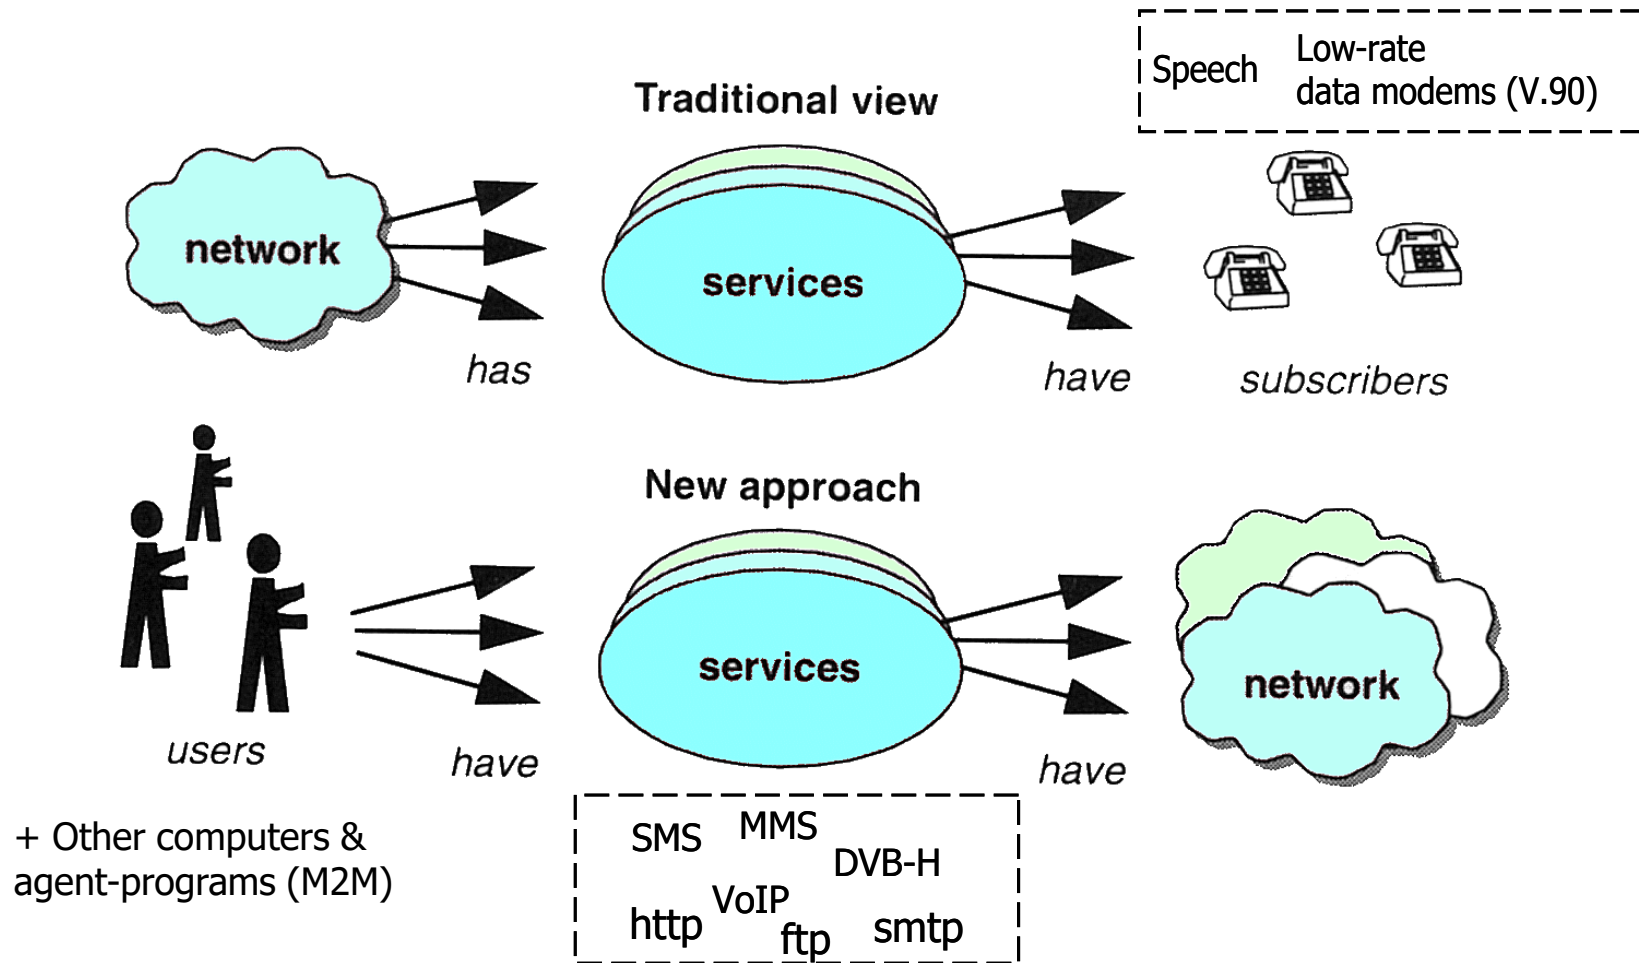 Speech
Low-rate
data modems (V.90)
Traditional view
network
services
has
have
subscribers
New approach
services
network
users
have
have
+ Other computers &
agent-programs (M2M)
SMS
MMS
DVB-H
VoIP
http
ftp
smtp